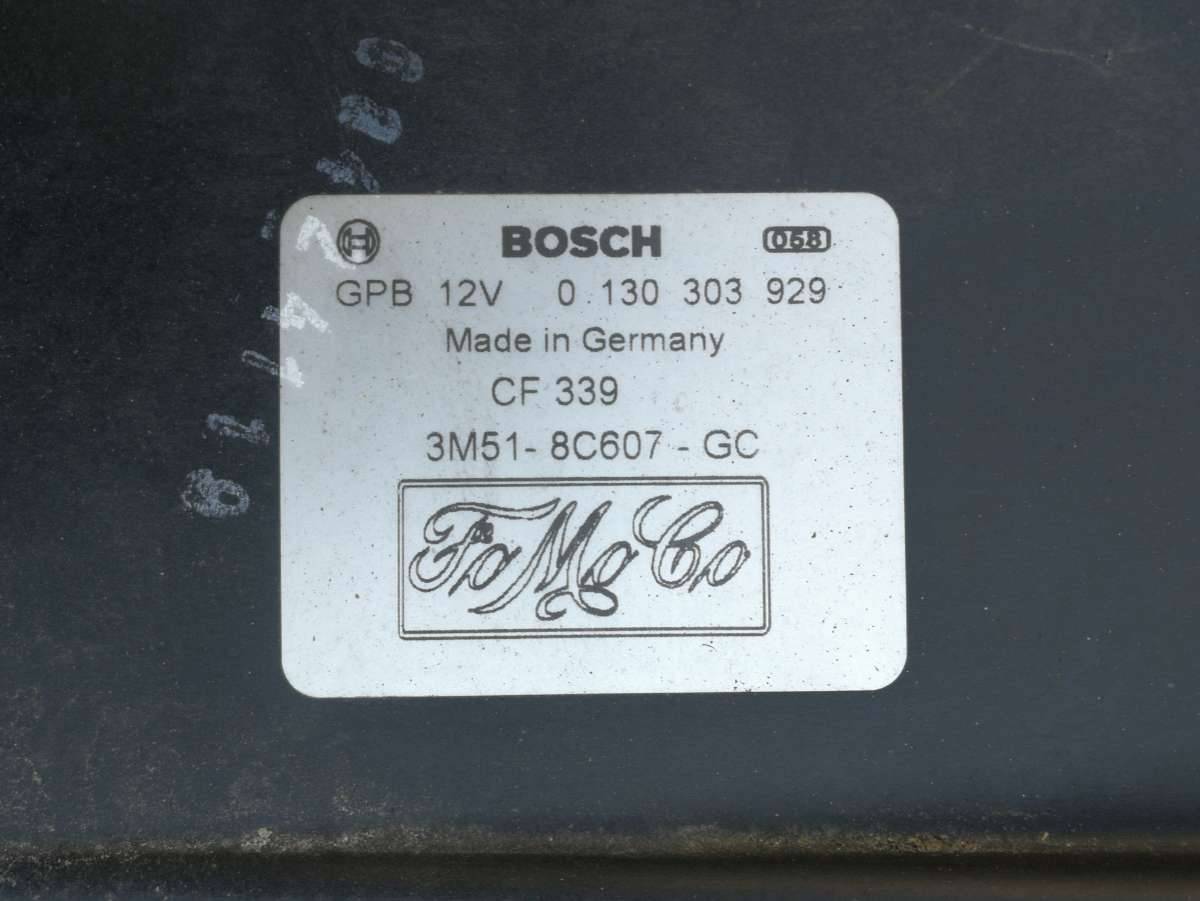 BOSCH 058
GPB 12V 0 130 303 929
Made in Germany
CF 339
3M51- 8C607 - GC
FoMoCo